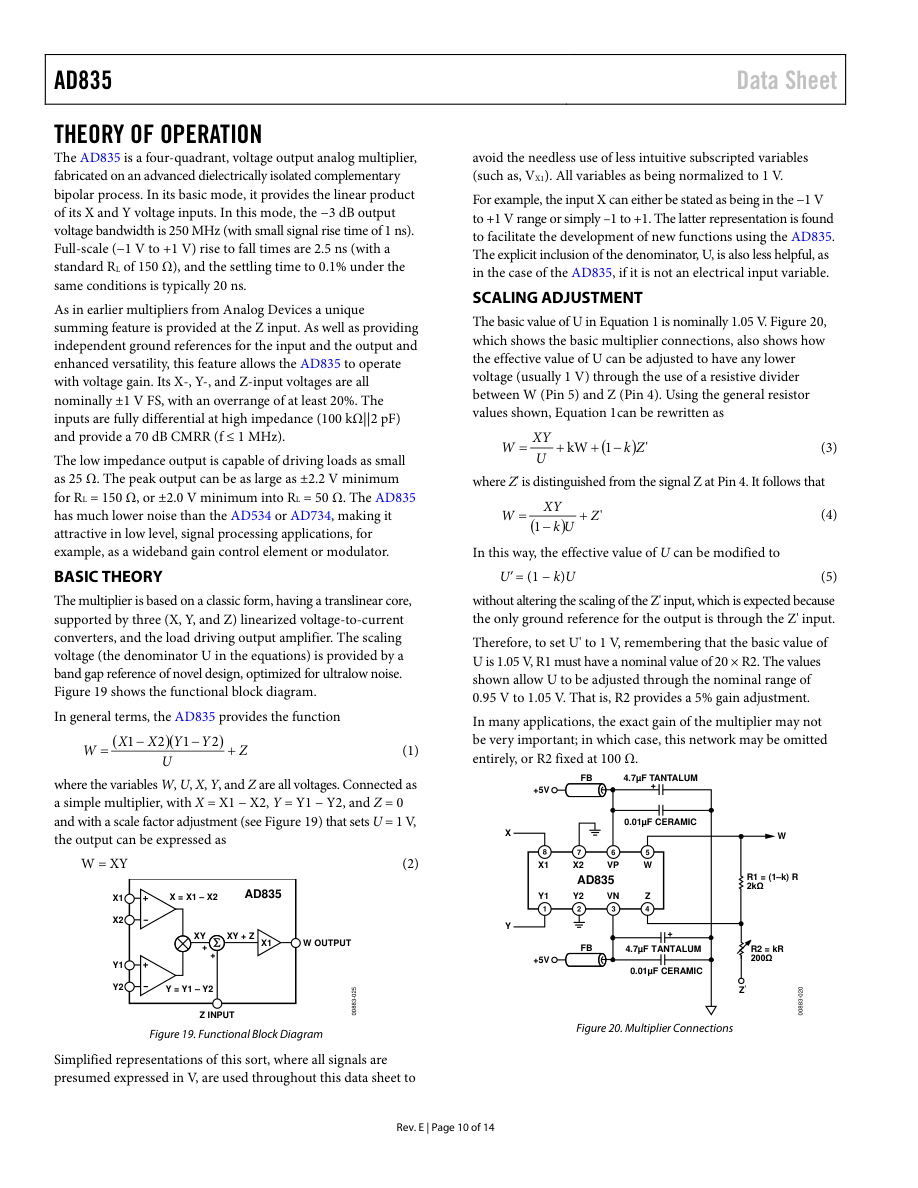 AD835
Data Sheet
THEORY OF OPERATION
The AD835 is a four-quadrant, voltage output analog multiplier,
fabricated on an advanced dielectrically isolated complementary
bipolar process. In its basic mode, it provides the linear product
of its X and Y voltage inputs. In this mode, the −3 dB output
voltage bandwidth is 250 MHz (with small signal rise time of 1 ns).
Full-scale (−1 V to +1 V) rise to fall times are 2.5 ns (with a
standard RL of 150 Ω), and the settling time to 0.1% under the
same conditions is typically 20 ns.
As in earlier multipliers from Analog Devices a unique
summing feature is provided at the Z input. As well as providing
independent ground references for the input and the output and
enhanced versatility, this feature allows the AD835 to operate
with voltage gain. Its X-, Y-, and Z-input voltages are all
nominally ±1 V FS, with an overrange of at least 20%. The
inputs are fully differential at high impedance (100 kΩ||2 pF)
and provide a 70 dB CMRR (f ≤ 1 MHz).
The low impedance output is capable of driving loads as small
as 25 Ω. The peak output can be as large as ±2.2 V minimum
for RL = 150 Ω, or ±2.0 V minimum into RL = 50 Ω. The AD835
has much lower noise than the AD534 or AD734, making it
attractive in low level, signal processing applications, for
example, as a wideband gain control element or modulator.
BASIC THEORY
The multiplier is based on a classic form, having a translinear core,
supported by three (X, Y, and Z) linearized voltage-to-current
converters, and the load driving output amplifier. The scaling
voltage (the denominator U in the equations) is provided by a
band gap reference of novel design, optimized for ultralow noise.
Figure 19 shows the functional block diagram.
In general terms, the AD835 provides the function
W = (X1 − X2)(Y1 − Y2) / U + Z (1)
where the variables W, U, X, Y, and Z are all voltages. Connected as
a simple multiplier, with X = X1 − X2, Y = Y1 − Y2, and Z = 0
and with a scale factor adjustment (see Figure 19) that sets U = 1 V,
the output can be expressed as
W = XY (2)
X1 + X = X1 – X2 AD835
X2 –
XY XY + Z
+ Σ X1 W OUTPUT
+
Y1 +
Y2 – Y = Y1 – Y2
Z INPUT
00883-025
Figure 19. Functional Block Diagram
Simplified representations of this sort, where all signals are
presumed expressed in V, are used throughout this data sheet to
avoid the needless use of less intuitive subscripted variables
(such as, VX1). All variables as being normalized to 1 V.
For example, the input X can either be stated as being in the −1 V
to +1 V range or simply –1 to +1. The latter representation is found
to facilitate the development of new functions using the AD835.
The explicit inclusion of the denominator, U, is also less helpful, as
in the case of the AD835, if it is not an electrical input variable.
SCALING ADJUSTMENT
The basic value of U in Equation 1 is nominally 1.05 V. Figure 20,
which shows the basic multiplier connections, also shows how
the effective value of U can be adjusted to have any lower
voltage (usually 1 V) through the use of a resistive divider
between W (Pin 5) and Z (Pin 4). Using the general resistor
values shown, Equation 1can be rewritten as
W = XY / U + kW + (1 − k)Z' (3)
where Z' is distinguished from the signal Z at Pin 4. It follows that
W = XY / (1 − k)U + Z' (4)
In this way, the effective value of U can be modified to
U' = (1 − k)U (5)
without altering the scaling of the Z' input, which is expected because
the only ground reference for the output is through the Z' input.
Therefore, to set U' to 1 V, remembering that the basic value of
U is 1.05 V, R1 must have a nominal value of 20 × R2. The values
shown allow U to be adjusted through the nominal range of
0.95 V to 1.05 V. That is, R2 provides a 5% gain adjustment.
In many applications, the exact gain of the multiplier may not
be very important; in which case, this network may be omitted
entirely, or R2 fixed at 100 Ω.
FB 4.7µF TANTALUM
+5V +
0.01µF CERAMIC
X W
8 7 6 5
X1 X2 VP W
AD835 R1 = (1–k) R
2kΩ
Y1 Y2 VN Z
1 2 3 4
Y
+
FB 4.7µF TANTALUM R2 = kR
+5V 200Ω
0.01µF CERAMIC
Z'
00883-020
Figure 20. Multiplier Connections
Rev. E | Page 10 of 14